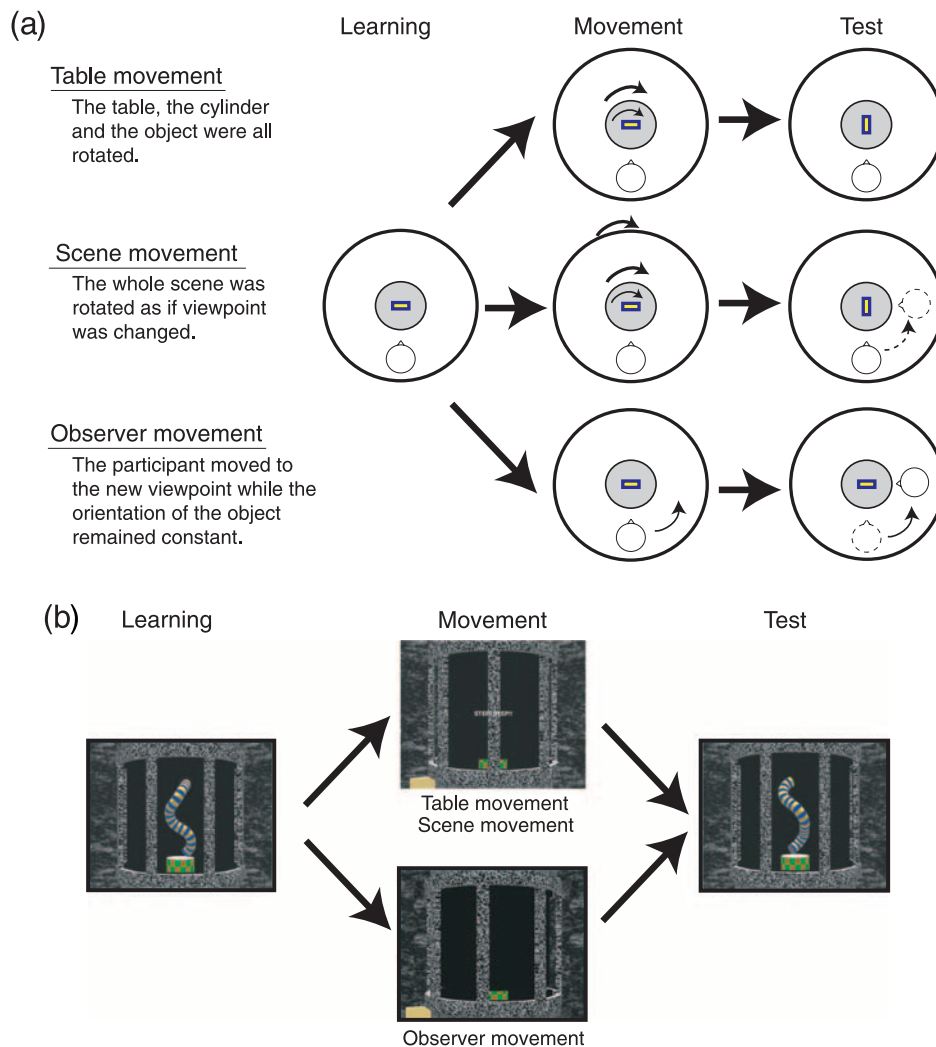 (a)
Learning
Movement
Test
Table movement
The table, the cylinder
and the object were all
rotated.
Scene movement
The whole scene was
rotated as if viewpoint
was changed.
Observer movement
The participant moved to
the new viewpoint while the
orientation of the object
remained constant.
(b)
Learning
Movement
Test
Table movement
Scene movement
Observer movement